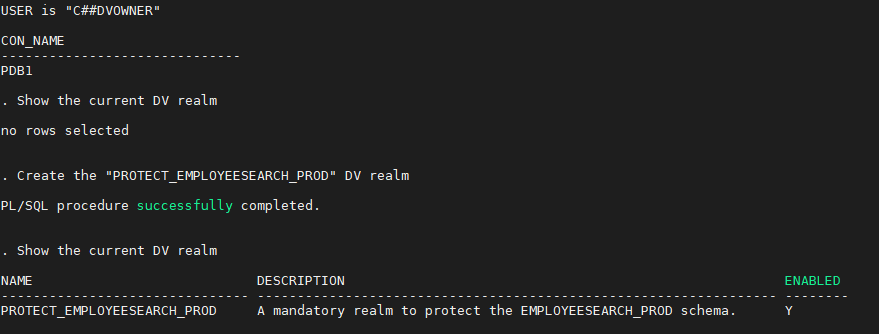 USER is "C##DVOWNER"
CON_NAME
------------------------------
PDB1
. Show the current DV realm
no rows selected
. Create the "PROTECT_EMPLOYEESEARCH_PROD" DV realm
PL/SQL procedure successfully completed.
. Show the current DV realm
NAME DESCRIPTION ENABLED
------------------------------- ----------------------------------------------------------------- --------
PROTECT_EMPLOYEESEARCH_PROD A mandatory realm to protect the EMPLOYEESEARCH_PROD schema. Y